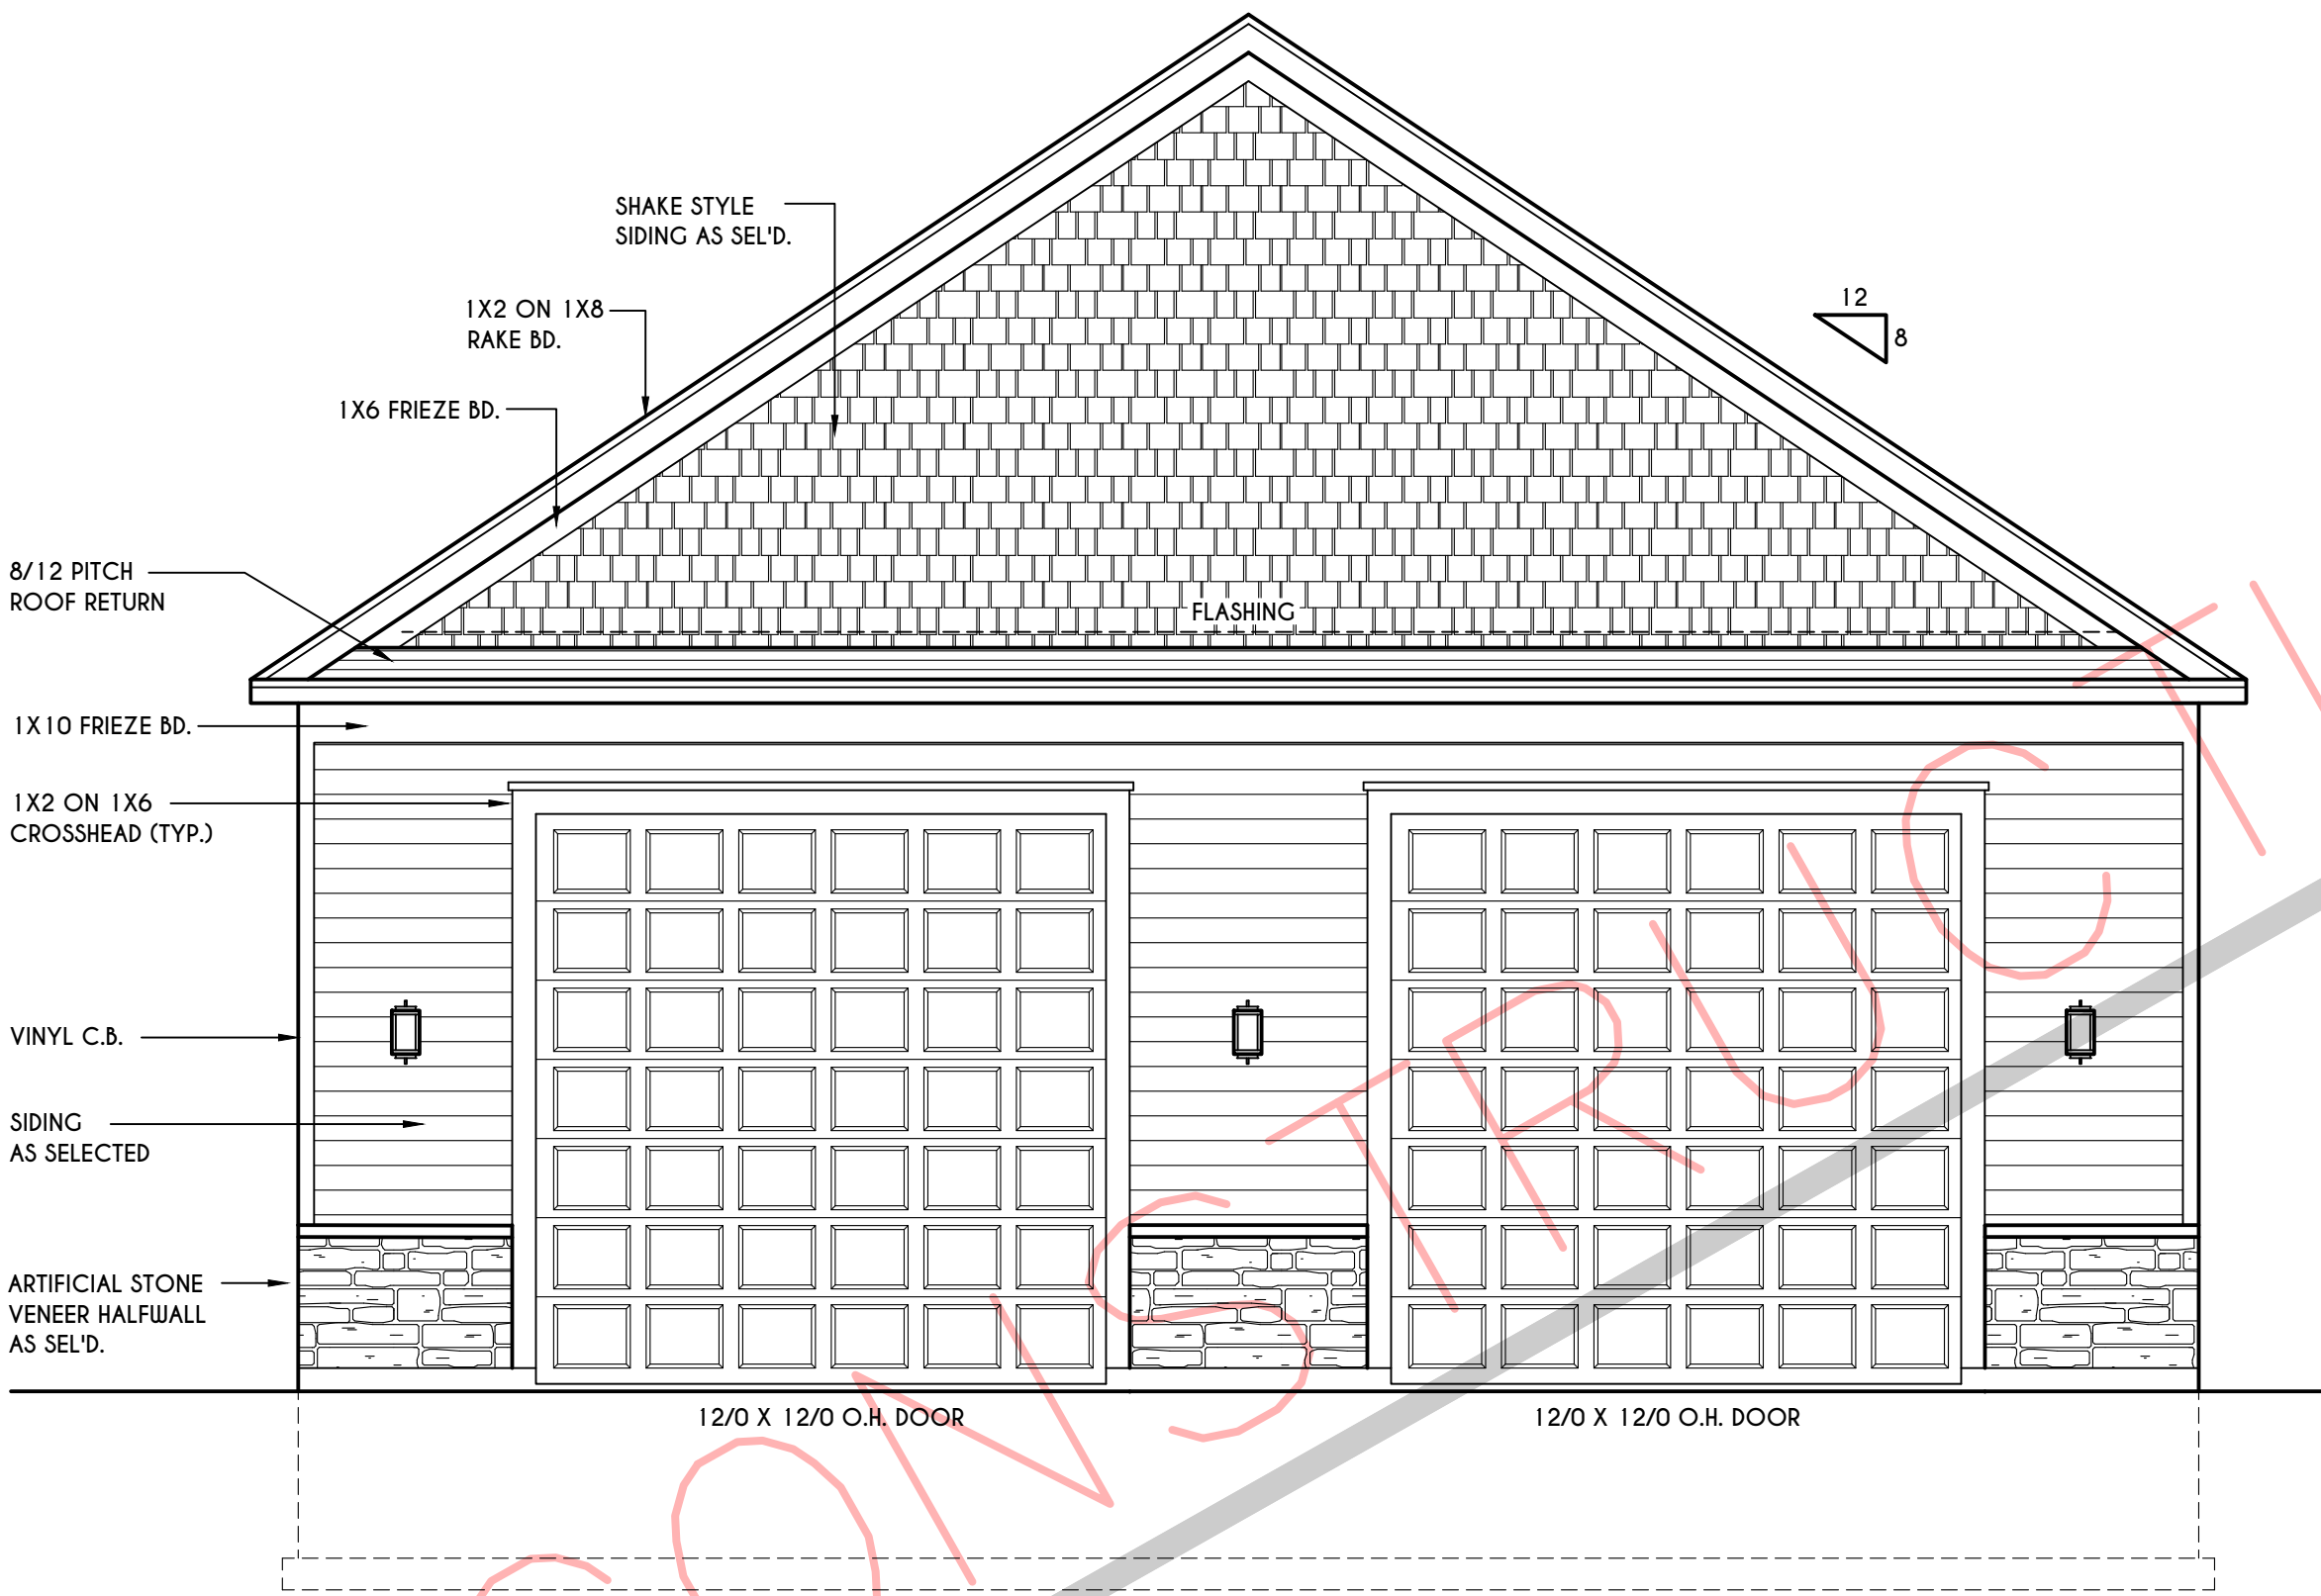 SHAKE STYLE
SIDING AS SEL'D.
12
8
1X2 ON 1X8
RAKE BD.
1X6 FRIEZE BD.
8/12 PITCH
ROOF RETURN
FLASHING
1X10 FRIEZE BD.
1X2 ON 1X6
CROSSHEAD (TYP.)
VINYL C.B.
SIDING
AS SELECTED
ARTIFICIAL STONE
VENEER HALFWALL
AS SEL'D.
12/0 X 12/0 O.H. DOOR
12/0 X 12/0 O.H. DOOR
CONSTRUCTI